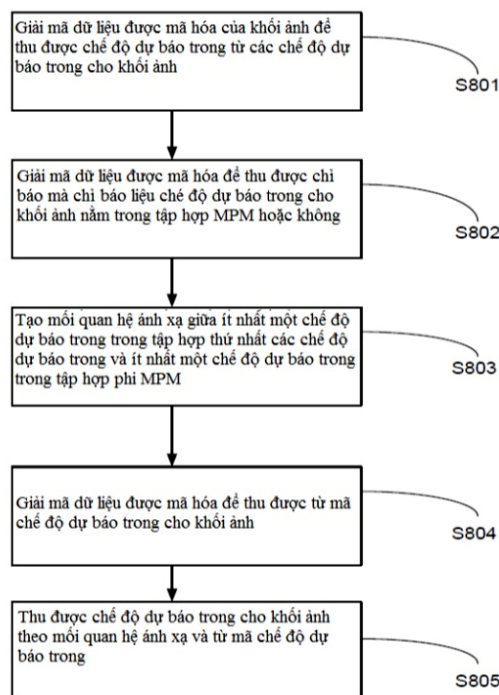 Giải mã dữ liệu được mã hóa của khối ảnh để
thu được chế độ dự báo trong từ các chế độ dự
báo trong cho khối ảnh
S801
Giải mã dữ liệu được mã hóa để thu được chỉ
báo mà chỉ báo liệu ché độ dự báo trong cho
khối ảnh nằm trong tập hợp MPM hoặc không
S802
Tạo mối quan hệ ánh xạ giữa ít nhất một chế độ
dự báo trong trong tập hợp thứ nhất các chế độ
dự báo trong và ít nhất một chế độ dự báo trong
trong tập hợp phi MPM
S803
Giải mã dữ liệu được mã hóa để thu được từ mã
chế độ dự báo trong cho khối ảnh
S804
Thu được chế độ dự báo trong cho khối ảnh
theo mối quan hệ ánh xạ và từ mã chế độ dự
báo trong
S805